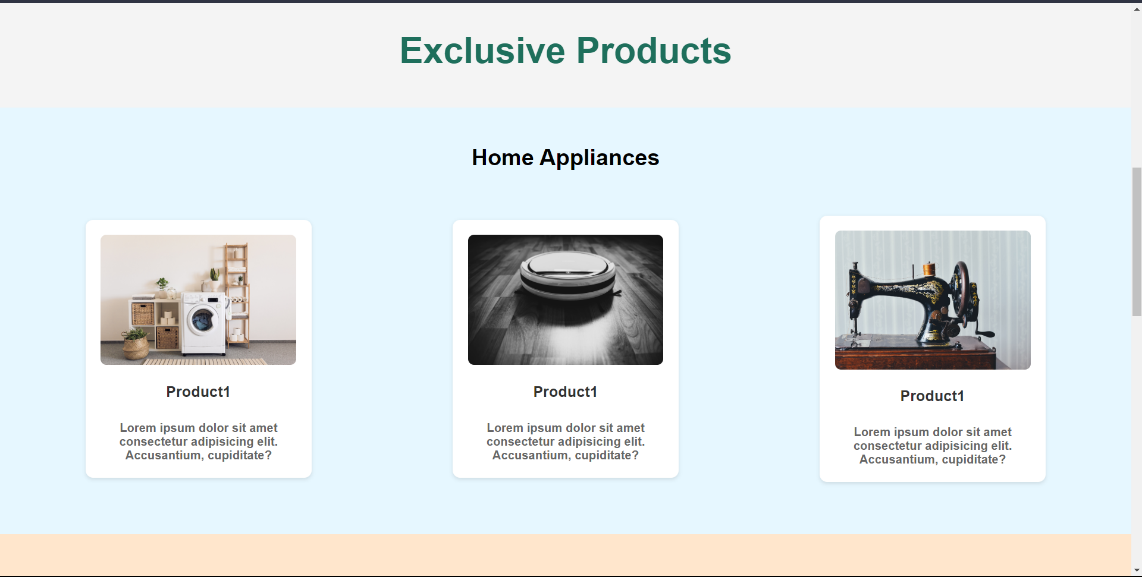 Exclusive Products
Home Appliances
Product1
Lorem ipsum dolor sit amet
consectetur adipisicing elit.
Accusantium, cupiditate?
Product1
Lorem ipsum dolor sit amet
consectetur adipisicing elit.
Accusantium, cupiditate?
Product1
Lorem ipsum dolor sit amet
consectetur adipisicing elit.
Accusantium, cupiditate?